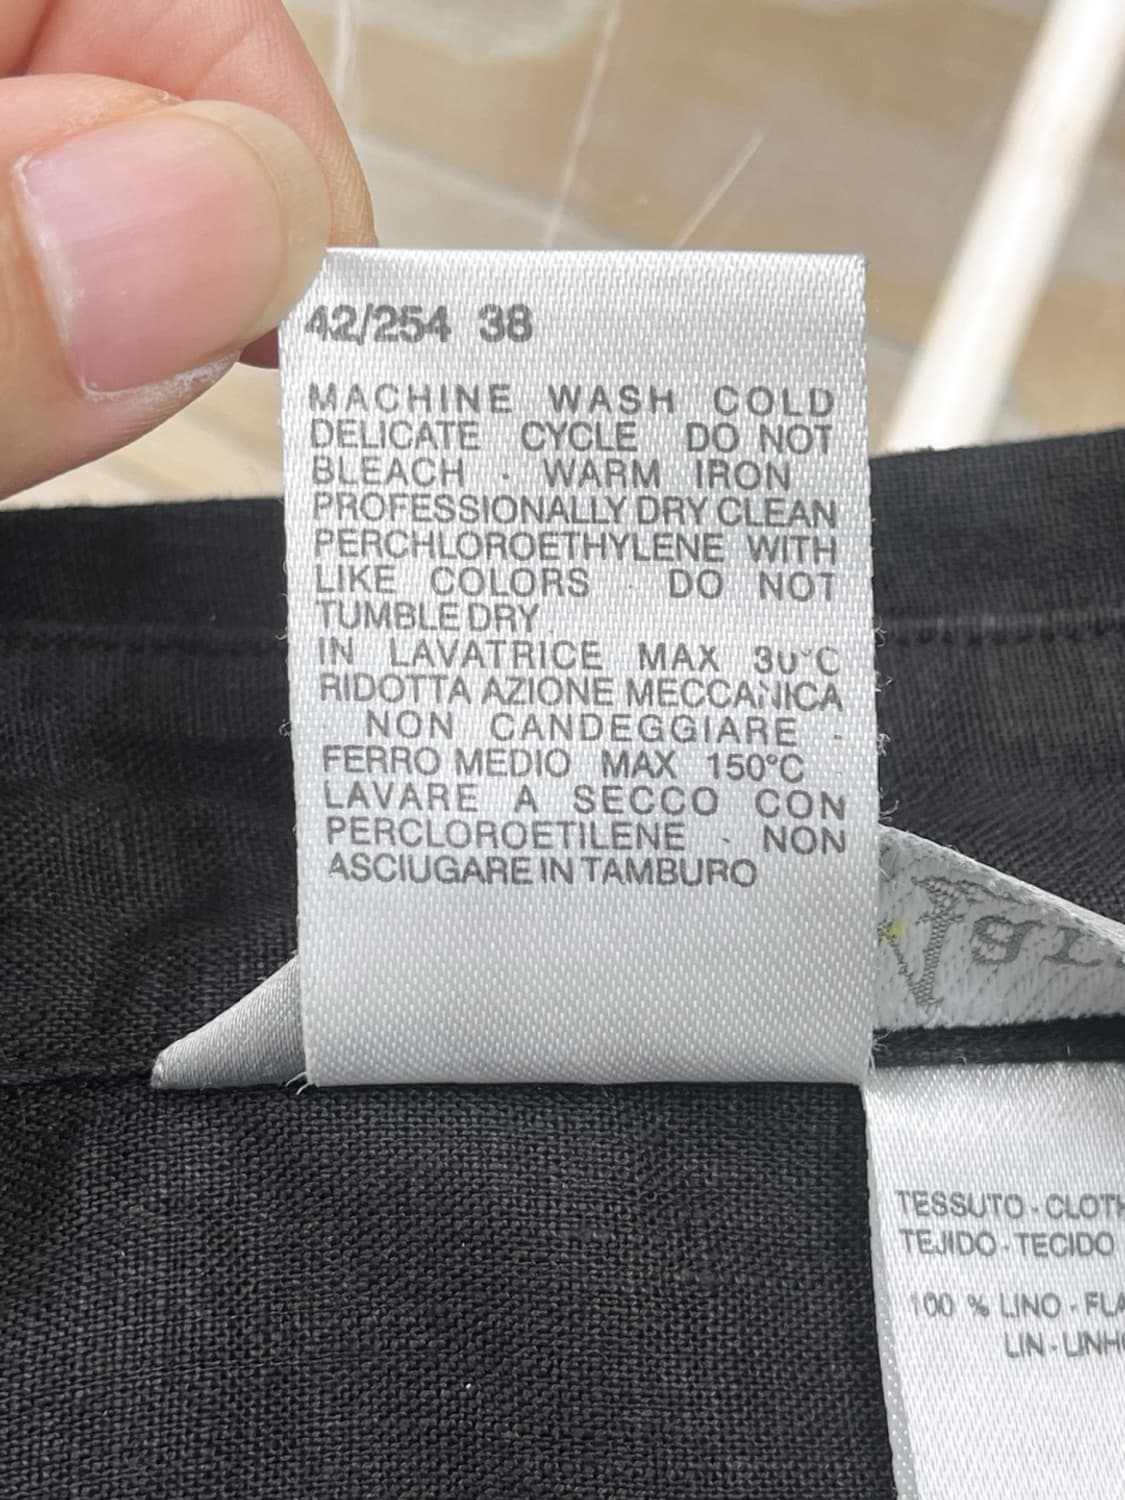 42/254 38
MACHINE WASH COLD
DELICATE CYCLE DO NOT
BLEACH - WARM IRON
PROFESSIONALLY DRY CLEAN
PERCHLOROETHYLENE WITH
LIKE COLORS - DO NOT
TUMBLE DRY
IN LAVATRICE MAX 30°C
RIDOTTA AZIONE MECCANICA
- NON CANDEGGIARE -
FERRO MEDIO MAX 150°C -
LAVARE A SECCO CON
PERCLOROETILENE - NON
ASCIUGARE IN TAMBURO
TESSUTO - CLOTH
TEJIDO - TECIDO
100 % LINO - FLA
LIN - LINHO